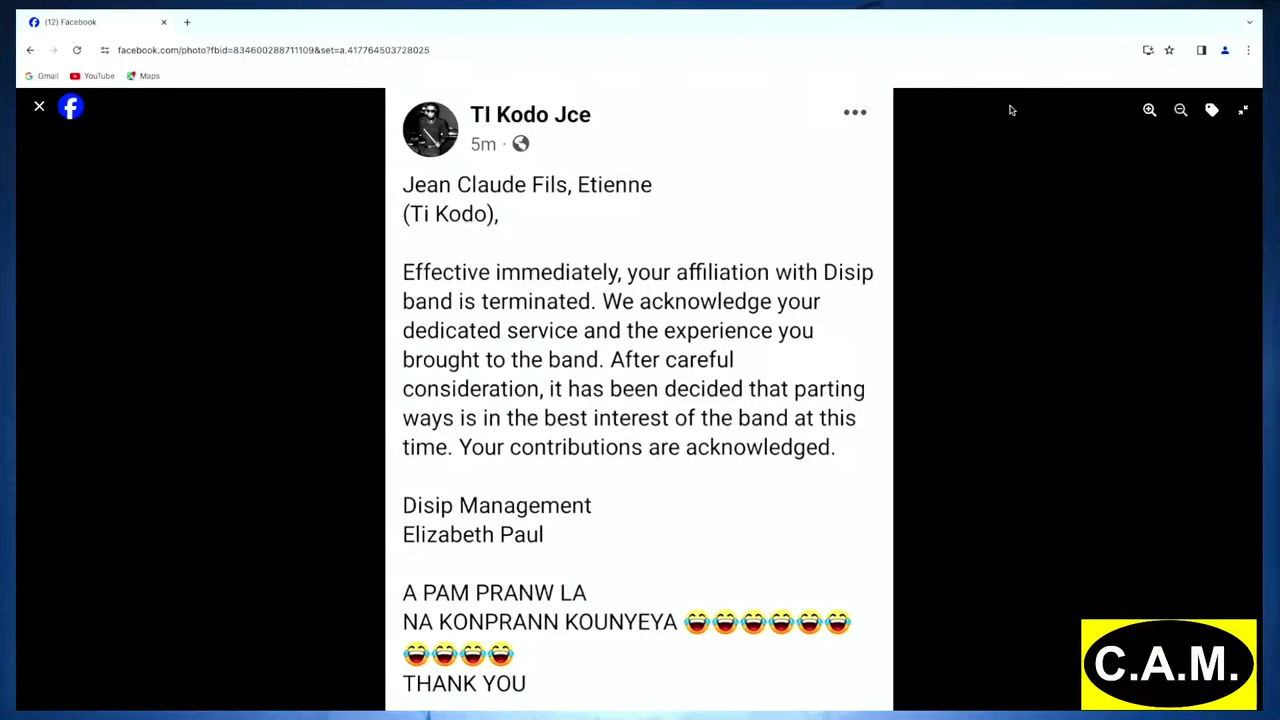 (12) Facebook
facebook.com/photo?fbid=834600288711109&set=a.417764503728025
Gmail YouTube Maps
TI Kodo Jce
5m ·
Jean Claude Fils, Etienne
(Ti Kodo),
Effective immediately, your affiliation with Disip
band is terminated. We acknowledge your
dedicated service and the experience you
brought to the band. After careful
consideration, it has been decided that parting
ways is in the best interest of the band at this
time. Your contributions are acknowledged.
Disip Management
Elizabeth Paul
A PAM PRANW LA
NA KONPRANN KOUNYEYA 😂😂😂😂😂😂
😂😂😂😂
THANK YOU
C.A.M.